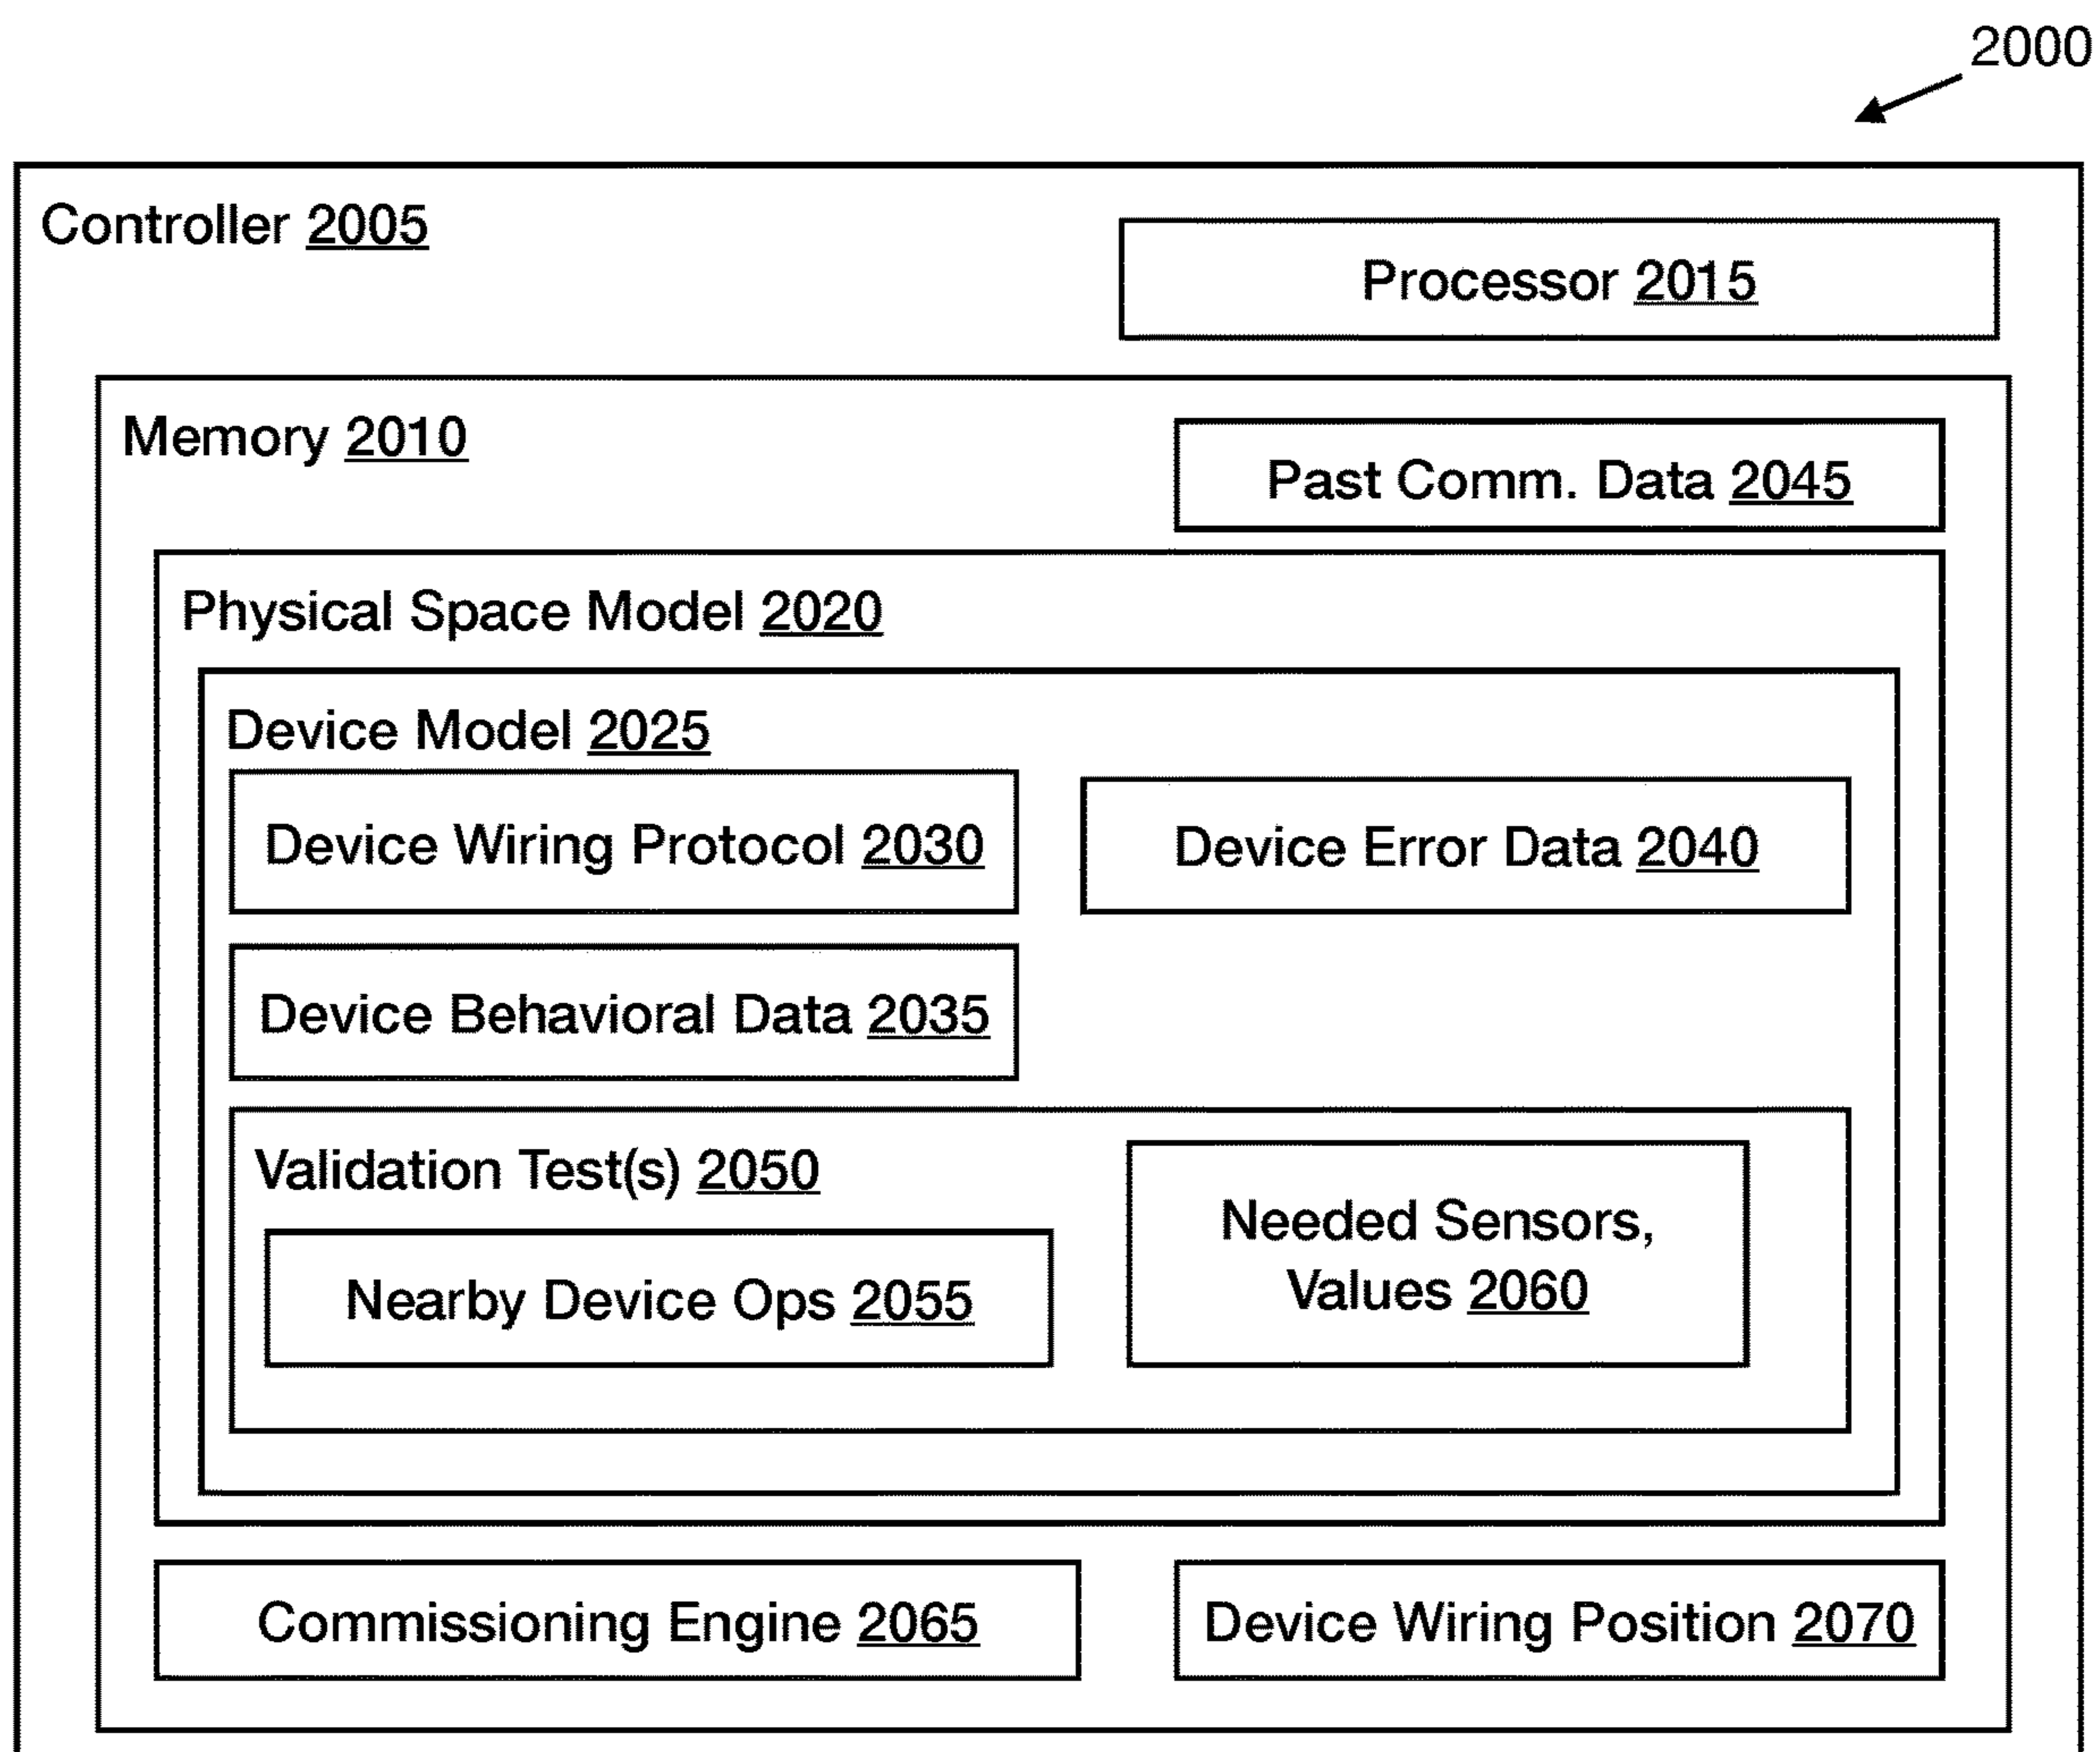 2000
Controller 2005
Processor 2015
Memory 2010
Past Comm. Data 2045
Physical Space Model 2020
Device Model 2025
Device Wiring Protocol 2030
Device Error Data 2040
Device Behavioral Data 2035
Validation Test(s) 2050
Needed Sensors,
Values 2060
Nearby Device Ops 2055
Commissioning Engine 2065
Device Wiring Position 2070